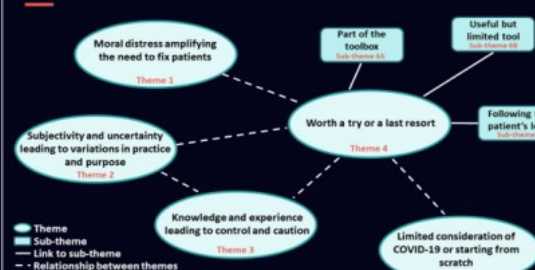 Moral distress amplifying
the need to fix patients
Theme 1
Part of the
toolbox
Sub-theme 4A
Useful but
limited tool
Sub-theme 4B
Subjectivity and uncertainty
leading to variations in practice
and purpose
Theme 2
Worth a try or a last resort
Theme 4
Following
patient's
Sub-theme
Knowledge and experience
leading to control and caution
Theme 3
Limited consideration of
COVID-19 or starting from
scratch
Theme
Sub-theme
Link to sub-theme
Relationship between themes